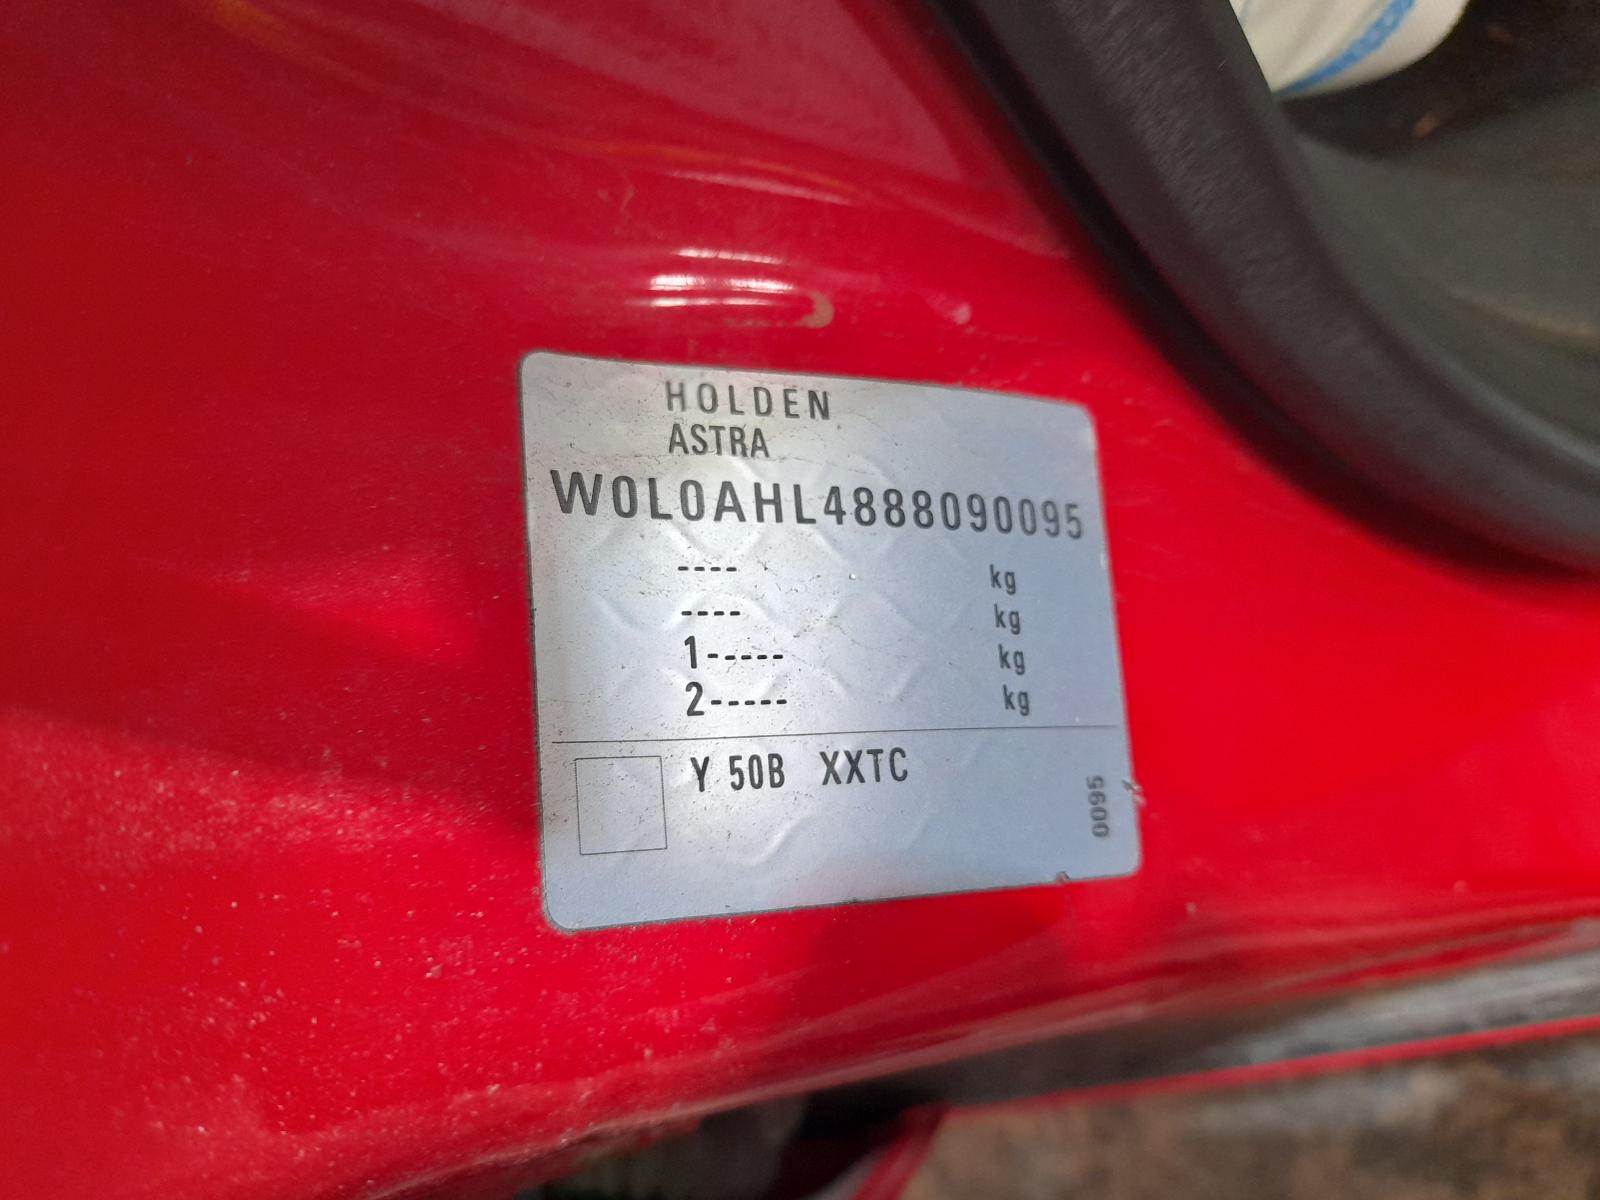 HOLDEN
ASTRA
W0L0AHL4888090095
---- kg
---- kg
1----- kg
2----- kg
Y 50B XXTC
0095